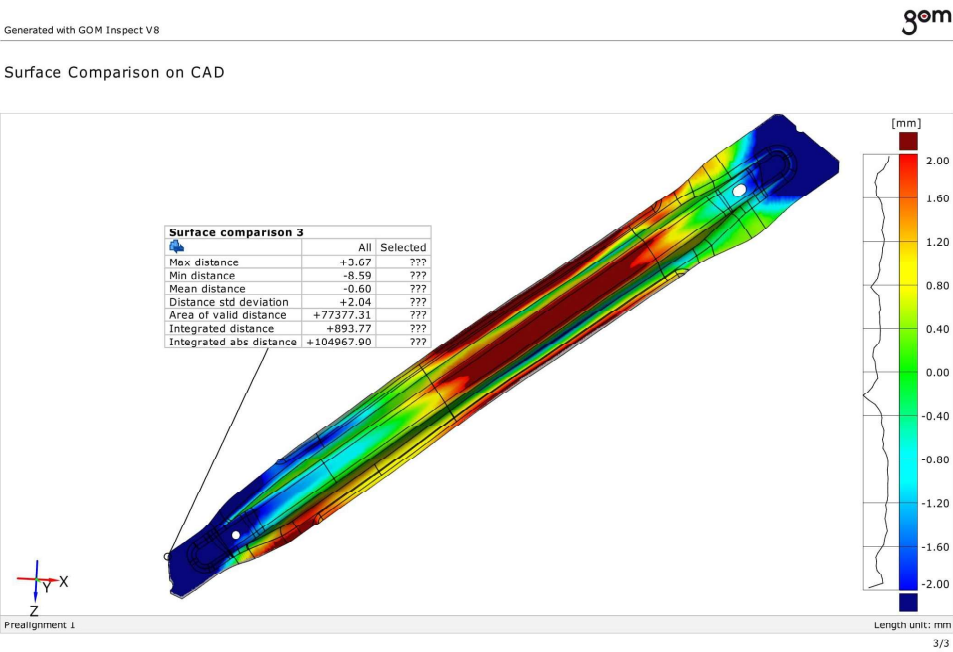 gom
Generated with GOM Inspect V8
Surface Comparison on CAD
[mm]
2.00
1.60
1.20
0.80
0.40
0.00
-0.40
-0.80
-1.20
-1.60
-2.00
Surface comparison 3
All Selected
Max distance +3.67 ???
Min distance -8.59 ???
Mean distance -0.60 ???
Distance std deviation +2.04 ???
Area of valid distance +77377.31 ???
Integrated distance +893.77 ???
Integrated abs distance +104967.90 ???
X
Y
Z
Prealignment 1
Length unit: mm
3/3